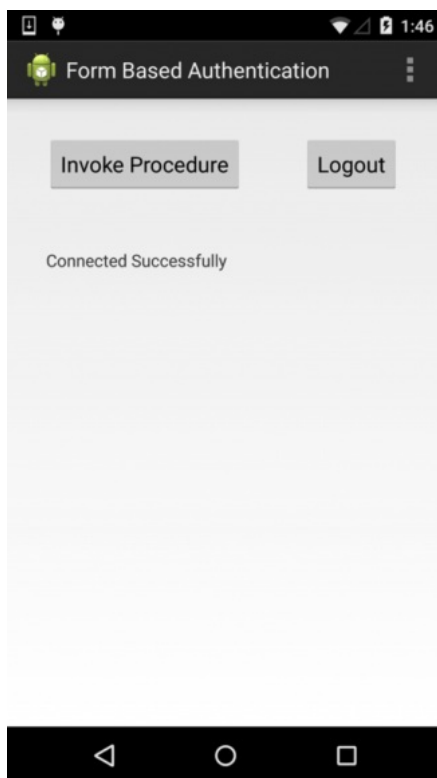 1:46
Form Based Authentication
Invoke Procedure
Logout
Connected Successfully